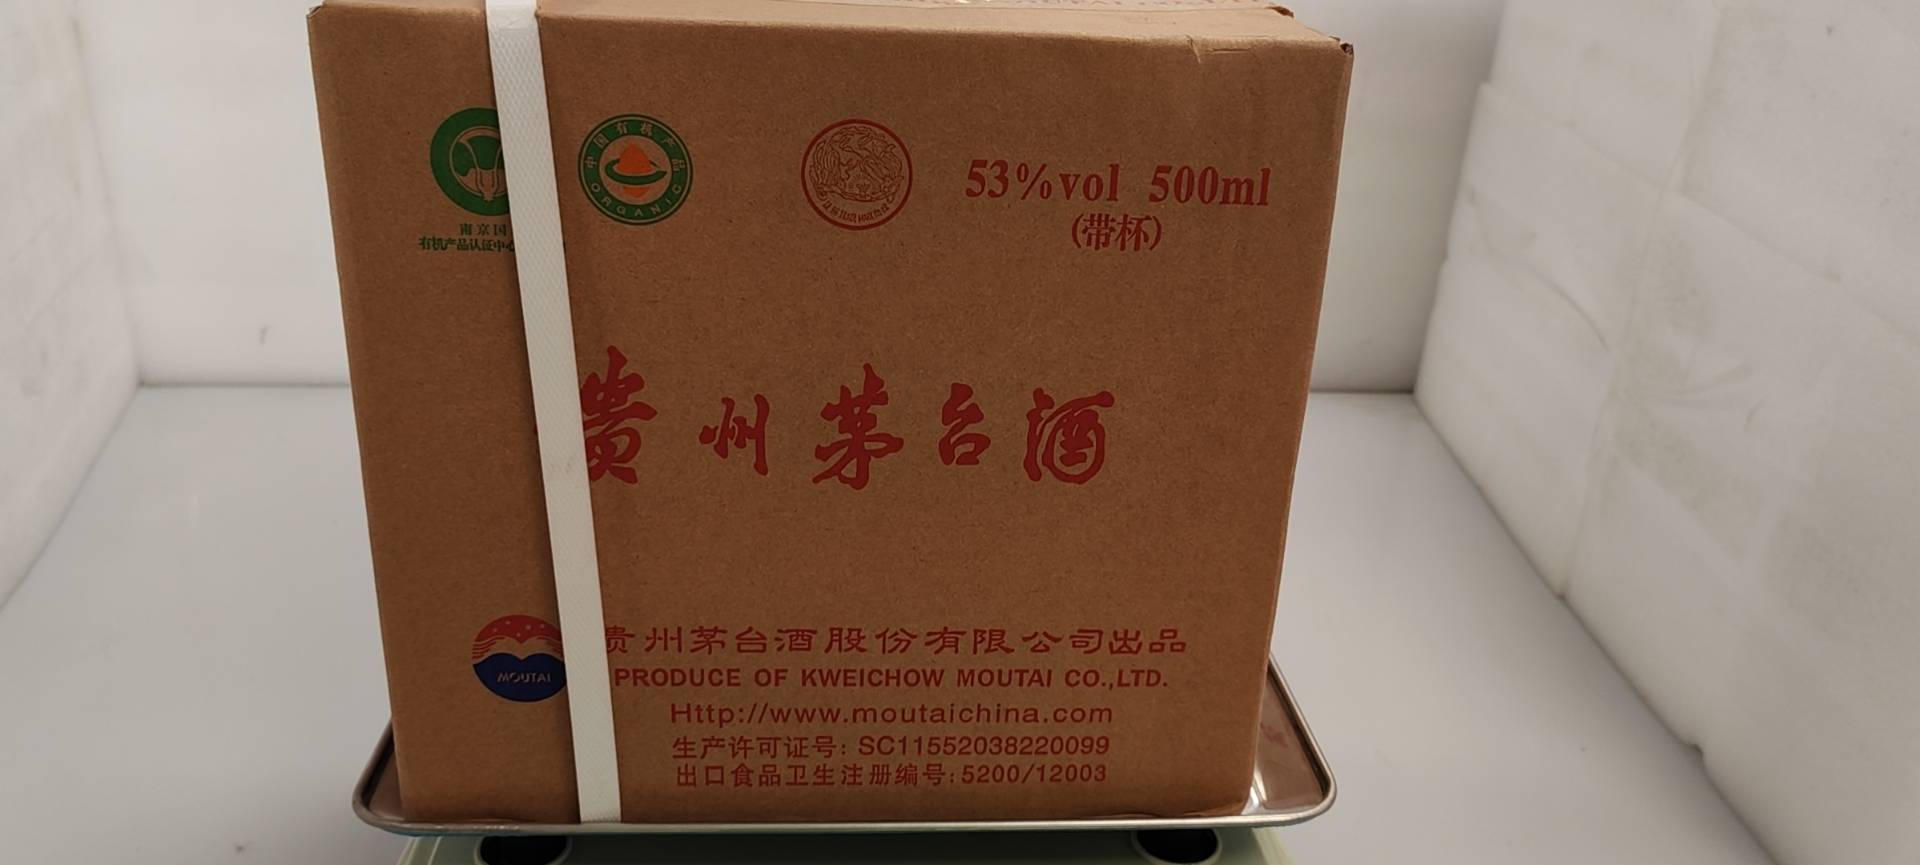 中国有机产品
ORGANIC
南京国
有机产品认证中心
53%vol 500ml
(带杯)
贵州茅台酒
MOUTAI
贵州茅台酒股份有限公司出品
PRODUCE OF KWEICHOW MOUTAI CO.,LTD.
Http://www.moutaichina.com
生产许可证号: SC11552038220099
出口食品卫生注册编号:5200/12003